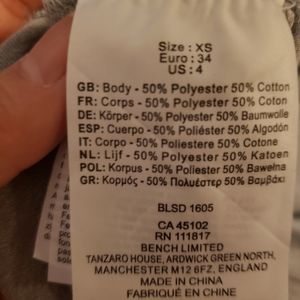 Size : XS
Euro : 34
US : 4
GB: Body - 50% Polyester 50% Cotton
FR: Corps - 50% Polyester 50% Coton
DE: Körper - 50% Polyester 50% Baumwolle
ESP: Cuerpo - 50% Poliéster 50% Algodón
IT: Corpo - 50% Poliestere 50% Cotone
NL: Lijf - 50% Polyester 50% Katoen
POL: Korpus - 50% Poliester 50% Bawełna
GR: Κορμός - 50% Πολυέστερ 50% Βαμβάκι
BLSD 1605
CA 45102
RN 111817
BENCH LIMITED
TANZARO HOUSE, ARDWICK GREEN NORTH,
MANCHESTER M12 6FZ, ENGLAND
MADE IN CHINA
FABRIQUÉ EN CHINE